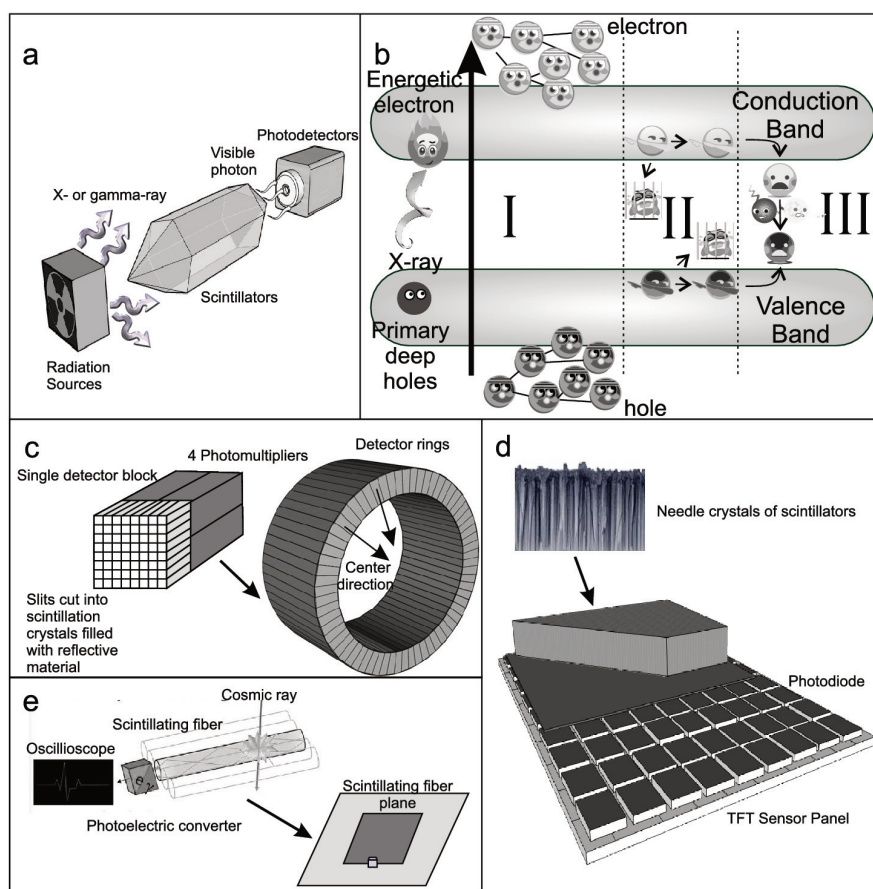 a
Photodetectors
Visible
photon
X- or gamma-ray
Scintillators
Radiation
Sources
b
electron
Energetic
electron
Conduction
Band
I
II
III
X-ray
Primary
deep
holes
Valence
Band
hole
c
4 Photomultipliers
Detector rings
Single detector block
Center
direction
Slits cut into
scintillation
crystals filled
with reflective
material
d
Needle crystals of scintillators
Photodiode
TFT Sensor Panel
e
Cosmic ray
Scintillating fiber
Oscillioscope
Photoelectric converter
Scintillating fiber
plane